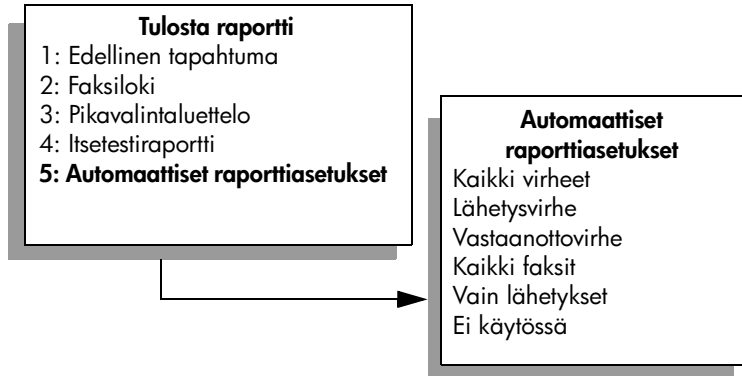 Tulosta raportti
1: Edellinen tapahtuma
2: Faksiloki
3: Pikavalintaluettelo
4: Itsetestiraportti
5: Automaattiset raporttiasetukset
Automaattiset
raporttiasetukset
Kaikki virheet
Lähetysvirhe
Vastaanottovirhe
Kaikki faksit
Vain lähetykset
Ei käytössä